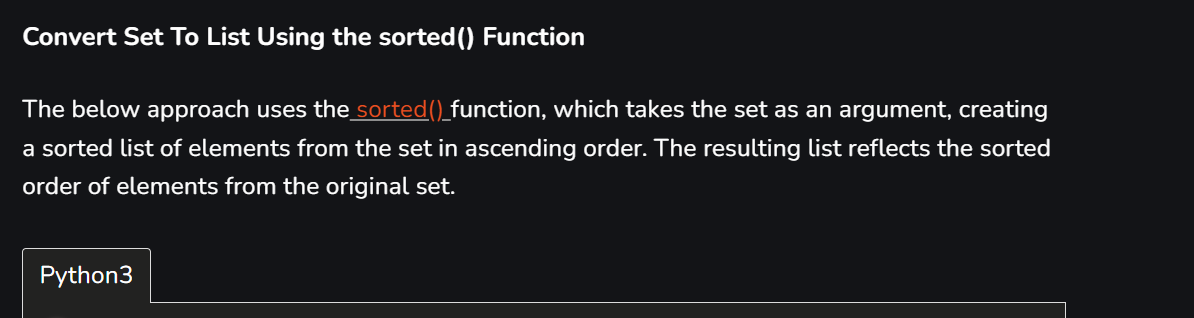 Convert Set To List Using the sorted() Function
The below approach uses the sorted() function, which takes the set as an argument, creating
a sorted list of elements from the set in ascending order. The resulting list reflects the sorted
order of elements from the original set.
Python3